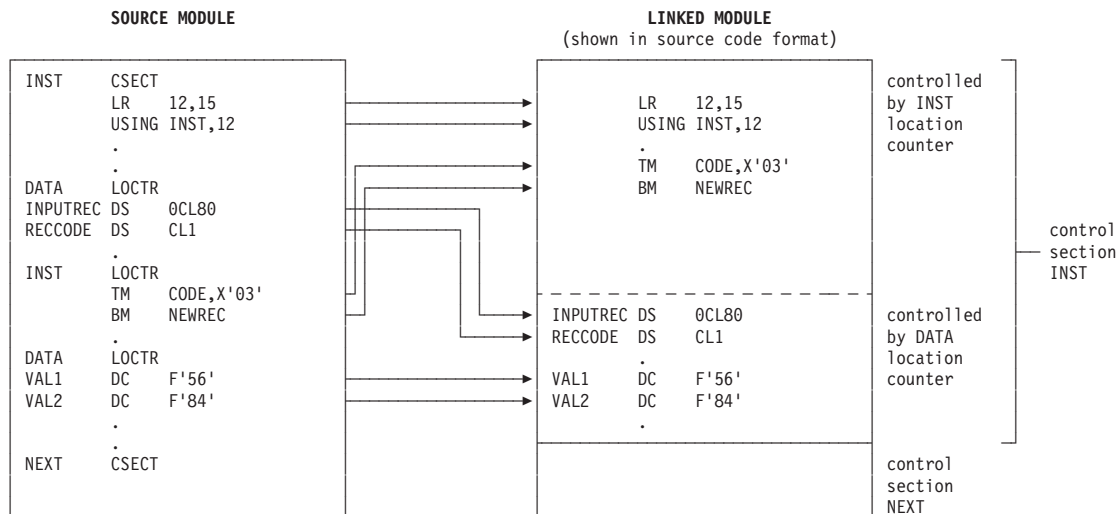 SOURCE MODULE
INST CSECT
LR 12,15
USING INST,12
.
.
DATA LOCTR
INPUTREC DS 0CL80
RECCODE DS CL1
.
INST LOCTR
TM CODE,X'03'
BM NEWREC
.
DATA LOCTR
VAL1 DC F'56'
VAL2 DC F'84'
.
.
NEXT CSECT
LINKED MODULE
(shown in source code format)
LR 12,15
USING INST,12
.
TM CODE,X'03'
BM NEWREC
INPUTREC DS 0CL80
RECCODE DS CL1
.
VAL1 DC F'56'
VAL2 DC F'84'
.
controlled
by INST
location
counter
controlled
by DATA
location
counter
control
section
INST
control
section
NEXT